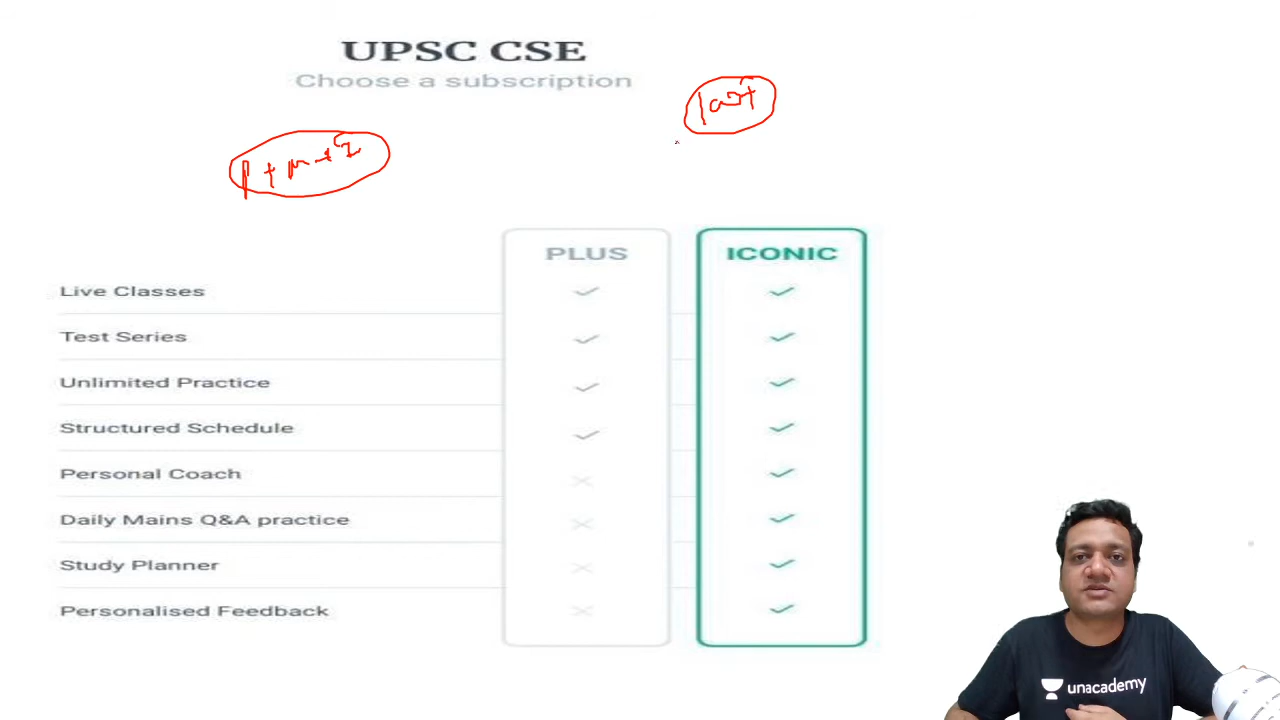 UPSC CSE
Choose a subscription
PLUS ICONIC
Live Classes
Test Series
Unlimited Practice
Structured Schedule
Personal Coach
Daily Mains Q&A practice
Study Planner
Personalised Feedback
unacademy